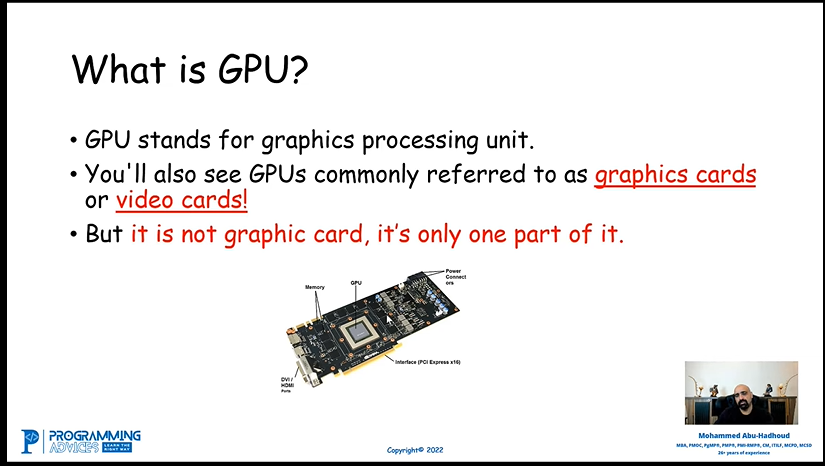 What is GPU?
• GPU stands for graphics processing unit.
• You'll also see GPUs commonly referred to as graphics cards
or video cards!
• But it is not graphic card, it's only one part of it.
Power
Connect
ors
GPU
Memory
Interface (PCI Express x16)
DVI /
HDMI
Ports
Mohammed Abu-Hadhoud
MBA, PMOC, PgMP®, PMP®, PMI-RMP®, CM, ITILF, MCPD, MCSD
26+ years of experience
PROGRAMMING
ADVICES LEARN THE
RIGHT WAY
Copyright© 2022